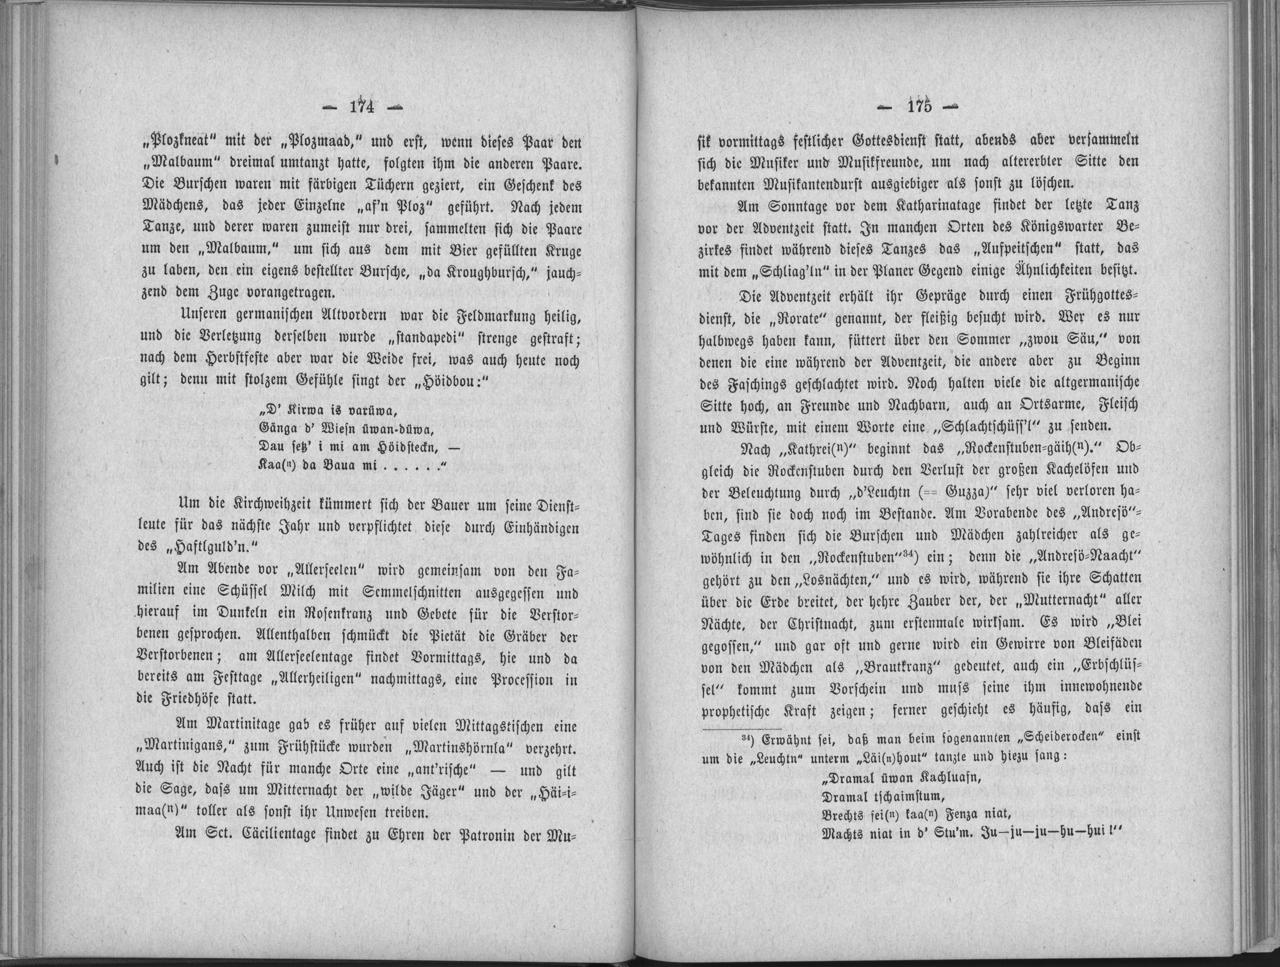 — 174 —
„Plozkneat“ mit der „Plozmaad,“ und erst, wenn dieses Paar den
„Malbaum“ dreimal umtanzt hatte, folgten ihm die anderen Paare.
Die Burschen waren mit färbigen Tüchern geziert, ein Geschenk des
Mädchens, das jeder Einzelne „af'n Ploz“ geführt. Nach jedem
Tanze, und derer waren zumeist nur drei, sammelten sich die Paare
um den „Malbaum,“ um sich aus dem mit Bier gefüllten Kruge
zu laben, den ein eigens bestellter Bursche, „da Kroughbursch,“ jauch-
zend dem Zuge vorangetragen.
Unseren germanischen Altvordern war die Feldmarkung heilig,
und die Verletzung derselben wurde „standapedi“ strenge gestraft;
nach dem Herbstfeste aber war die Weide frei, was auch heute noch
gilt; denn mit stolzem Gefühle singt der „Höidbou:“
„D' Kirwa is varüwa,
Gänga d' Wiesn üwan-düwa,
Dau setz' i mi am Höidsteckn, —
Kaa(n) da Baua mi . . . . . .“
Um die Kirchweihzeit kümmert sich der Bauer um seine Dienst-
leute für das nächste Jahr und verpflichtet diese durch Einhändigen
des „Haftlguld'n.“
Am Abende vor „Allerseelen“ wird gemeinsam von den Fa-
milien eine Schüssel Milch mit Semmelschnitten ausgegessen und
hierauf im Dunkeln ein Rosenkranz und Gebete für die Verstor-
benen gesprochen. Allenthalben schmückt die Pietät die Gräber der
Verstorbenen; am Allerseelentage findet Vormittags, hie und da
bereits am Festtage „Allerheiligen“ nachmittags, eine Procession in
die Friedhöfe statt.
Am Martinitage gab es früher auf vielen Mittagstischen eine
„Martinigans,“ zum Frühstücke wurden „Martinshörnla“ verzehrt.
Auch ist die Nacht für manche Orte eine „ant'rische“ — und gilt
die Sage, dass um Mitternacht der „wilde Jäger“ und der „Häi-i-
maa(n)“ toller als sonst ihr Unwesen treiben.
Am Sct. Cäcilientage findet zu Ehren der Patronin der Mu-
— 175 —
sik vormittags festlicher Gottesdienst statt, abends aber versammeln
sich die Musiker und Musikfreunde, um nach altererbter Sitte den
bekannten Musikantendurst ausgiebiger als sonst zu löschen.
Am Sonntage vor dem Katharinatage findet der letzte Tanz
vor der Adventzeit statt. In manchen Orten des Königswarter Be-
zirkes findet während dieses Tanzes das „Aufpeitschen“ statt, das
mit dem „Schliag'ln“ in der Planer Gegend einige Ähnlichkeiten besitzt.
Die Adventzeit erhält ihr Gepräge durch einen Frühgottes-
dienst, die „Rorate“ genannt, der fleißig besucht wird. Wer es nur
halbwegs haben kann, füttert über den Sommer „zwou Säu,“ von
denen die eine während der Adventzeit, die andere aber zu Beginn
des Faschings geschlachtet wird. Noch halten viele die altgermanische
Sitte hoch, an Freunde und Nachbarn, auch an Ortsarme, Fleisch
und Würste, mit einem Worte eine „Schlachtschüss'l“ zu senden.
Nach „Kathrei(n)“ beginnt das „Rockenstuben-gäih(n).“ Ob-
gleich die Rockenstuben durch den Verlust der großen Kachelöfen und
der Beleuchtung durch „d'Leuchtn (= Guzza)“ sehr viel verloren ha-
ben, sind sie doch noch im Bestande. Am Vorabende des „Andresö“-
Tages finden sich die Burschen und Mädchen zahlreicher als ge-
wöhnlich in den „Rockenstuben“³⁴) ein; denn die „Andresö-Naacht“
gehört zu den „Losnächten,“ und es wird, während sie ihre Schatten
über die Erde breitet, der hehre Zauber der, der „Mutternacht“ aller
Nächte, der Christnacht, zum erstenmale wirksam. Es wird „Blei
gegossen,“ und gar oft und gerne wird ein Gewirre von Bleifäden
von den Mädchen als „Brautkranz“ gedeutet, auch ein „Erbschlüs-
sel“ kommt zum Vorschein und muss seine ihm innewohnende
prophetische Kraft zeigen; ferner geschieht es häufig, dass ein
³⁴) Erwähnt sei, daß man beim sogenannten „Scheiderocken“ einst
um die „Leuchtn“ unterm „Läi(n)hout“ tanzte und hiezu sang:
„Dramal üwan Kachluafn,
Dramal tschaimstum,
Brechts sei(n) kaa(n) Fenza niat,
Machts niat in d' Stu'm. Ju—ju—ju—hu—hui!“